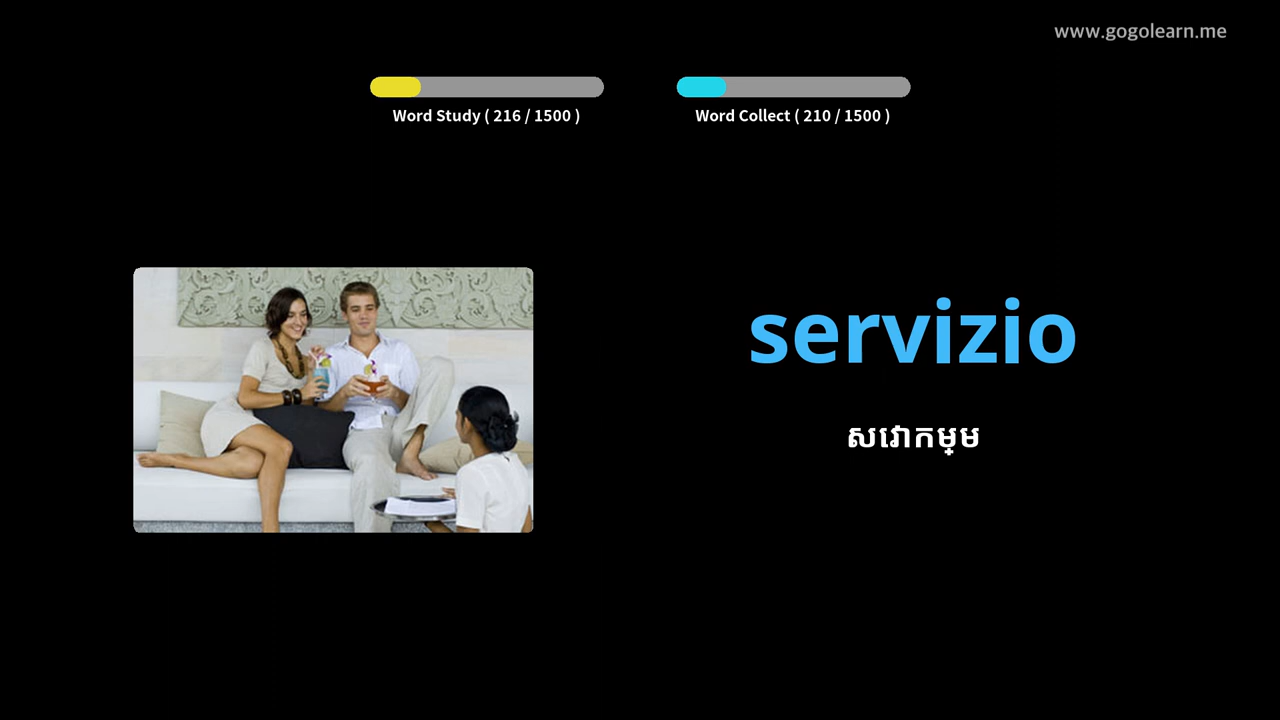 www.gogolearn.me
Word Study ( 216 / 1500 )
Word Collect ( 210 / 1500 )
servizio
សេវាកម្ម